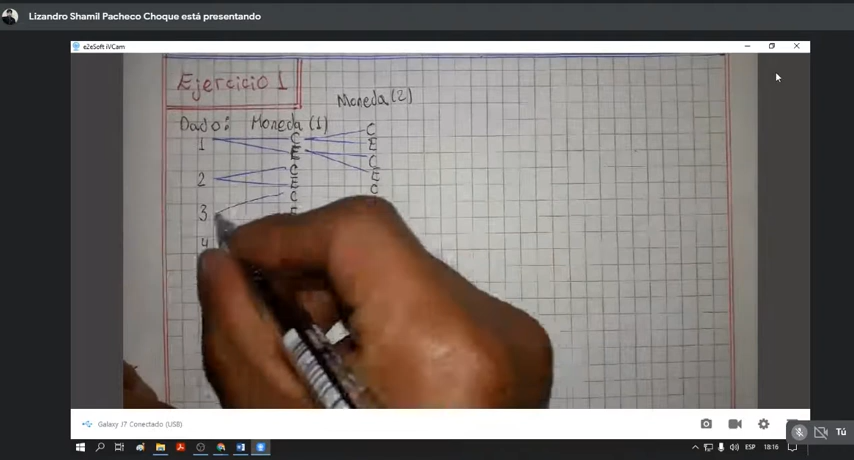 Lizandro Shamil Pacheco Choque está presentando
e2eSoft iVCam
Ejercicio 1
Moneda (2)
Dado: Moneda (1)
1 C C
E E
C C
2 E E
C C
3 E
4
Galaxy J7 Conectado (USB)
Tú
ESP 18:16